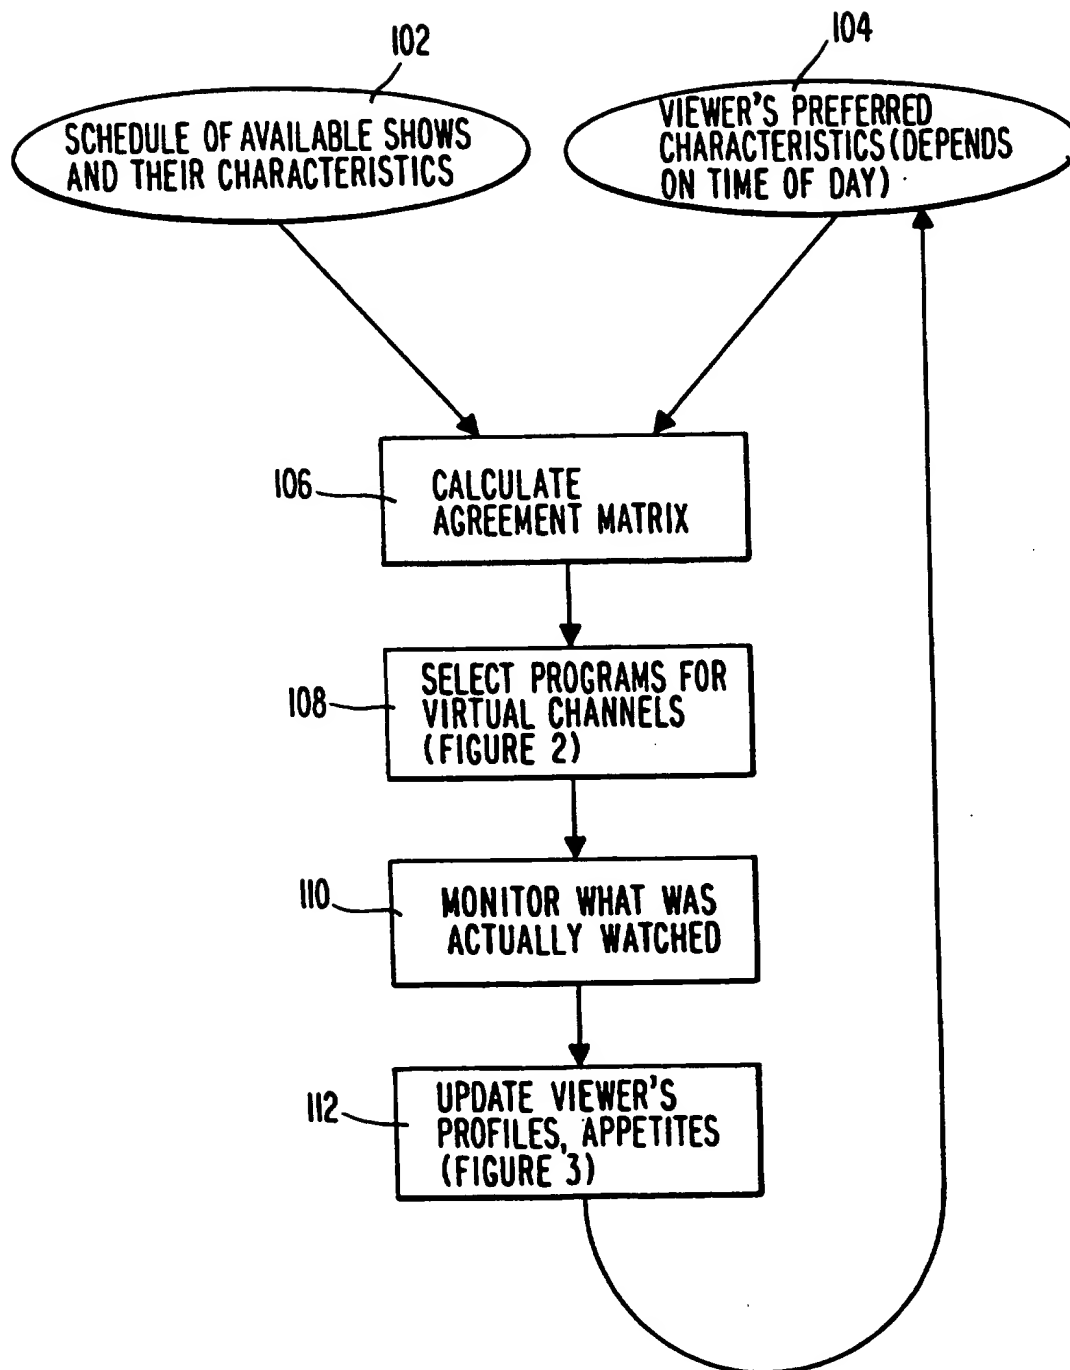 102
SCHEDULE OF AVAILABLE SHOWS
AND THEIR CHARACTERISTICS
104
VIEWER'S PREFERRED
CHARACTERISTICS (DEPENDS
ON TIME OF DAY)
106
CALCULATE
AGREEMENT MATRIX
108
SELECT PROGRAMS FOR
VIRTUAL CHANNELS
(FIGURE 2)
110
MONITOR WHAT WAS
ACTUALLY WATCHED
112
UPDATE VIEWER'S
PROFILES, APPETITES
(FIGURE 3)